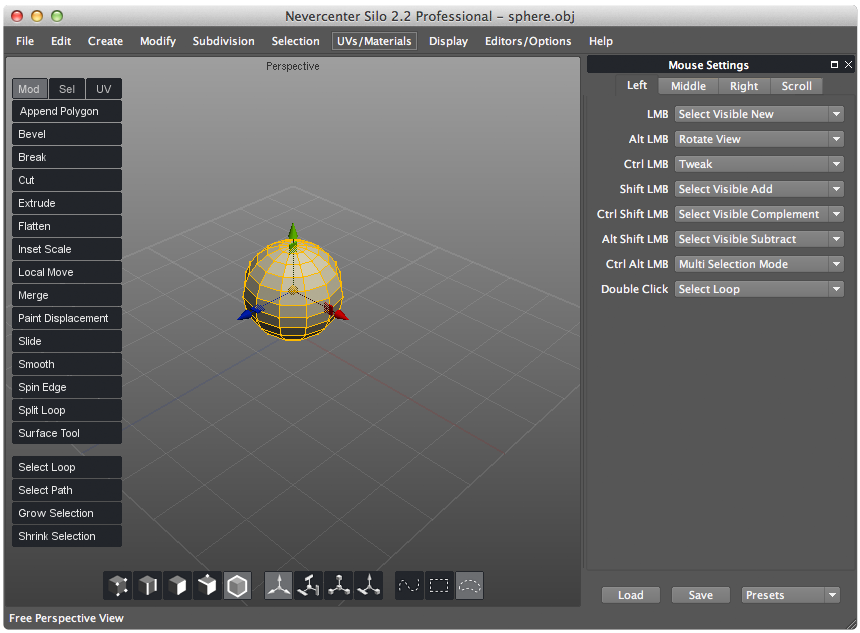 Nevercenter Silo 2.2 Professional – sphere.obj
File Edit Create Modify Subdivision Selection UVs/Materials Display Editors/Options Help
Perspective
Mod Sel UV
Append Polygon
Bevel
Break
Cut
Extrude
Flatten
Inset Scale
Local Move
Merge
Paint Displacement
Slide
Smooth
Spin Edge
Split Loop
Surface Tool
Select Loop
Select Path
Grow Selection
Shrink Selection
Mouse Settings
Left Middle Right Scroll
LMB Select Visible New
Alt LMB Rotate View
Ctrl LMB Tweak
Shift LMB Select Visible Add
Ctrl Shift LMB Select Visible Complement
Alt Shift LMB Select Visible Subtract
Ctrl Alt LMB Multi Selection Mode
Double Click Select Loop
Load Save Presets
Free Perspective View